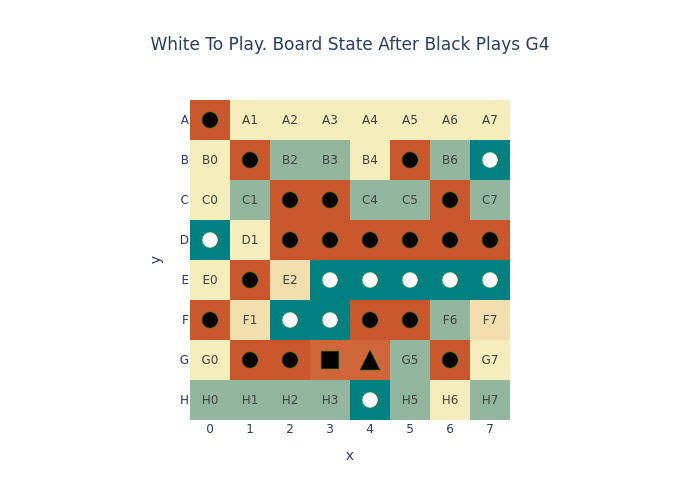 White To Play. Board State After Black Plays G4
A A1 A2 A3 A4 A5 A6 A7
B B0 B2 B3 B4 B6
C C0 C1 C4 C5 C7
D D1
E E0 E2
F F1 F6 F7
G G0 G5 G7
H H0 H1 H2 H3 H5 H6 H7
0 1 2 3 4 5 6 7
x
y